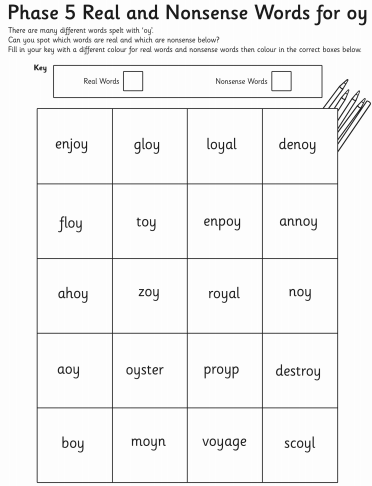 Phase 5 Real and Nonsense Words for oy
There are many different words spelt with 'oy'.
Can you spot which words are real and which are nonsense below?
Fill in your key with a different colour for real words and nonsense words then colour in the correct boxes below.
Key
Real Words Nonsense Words
enjoy gloy loyal denoy
floy toy enpoy annoy
ahoy zoy royal noy
aoy oyster proyp destroy
boy moyn voyage scoyl